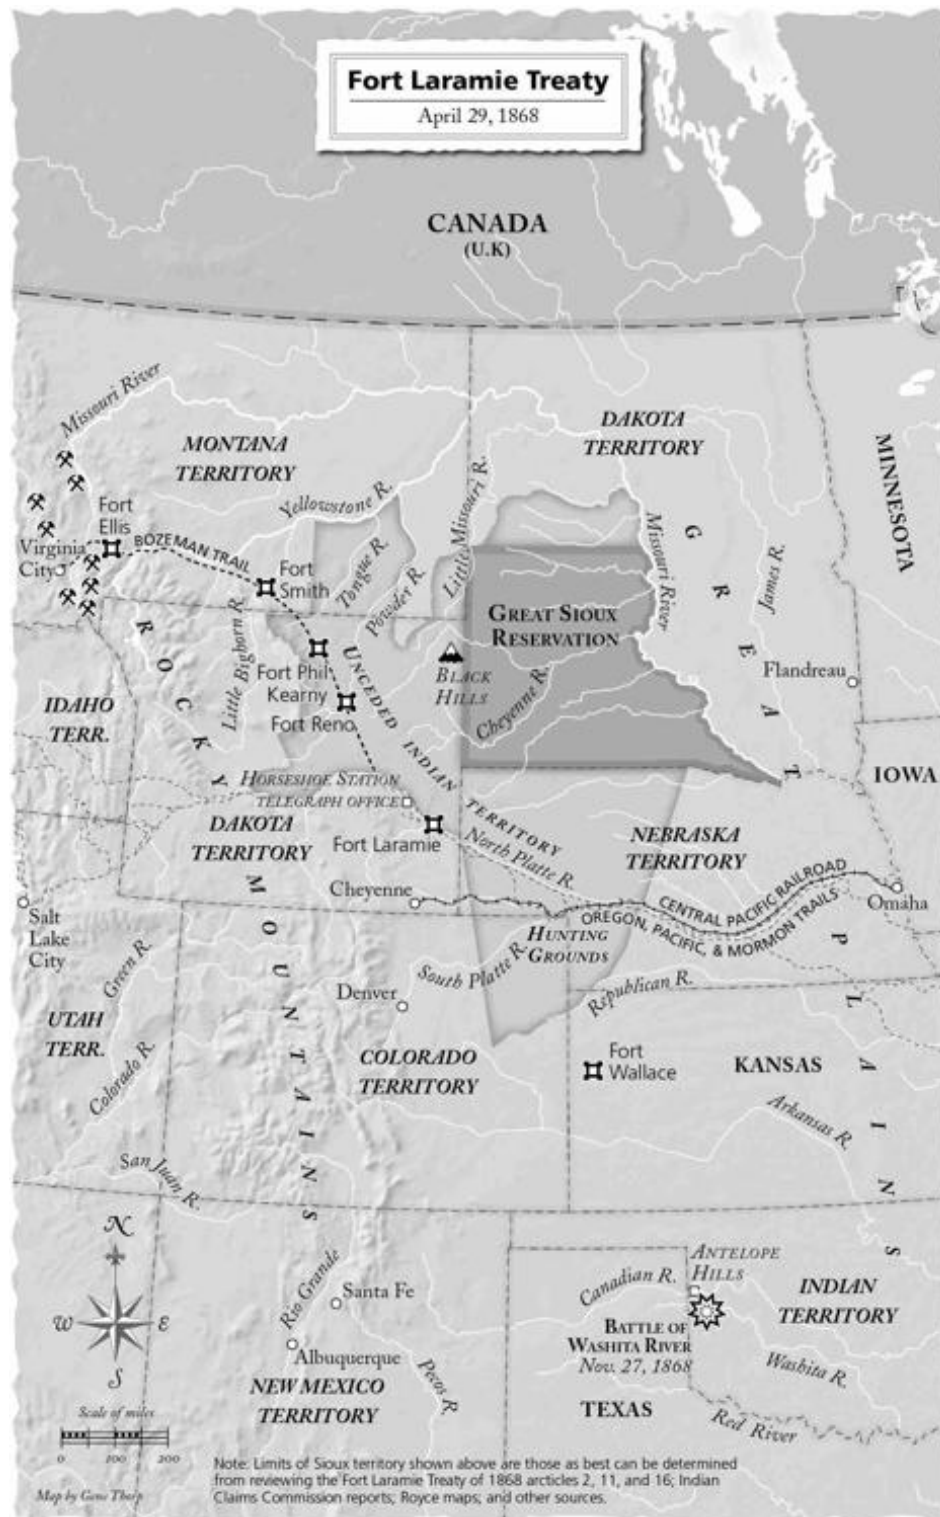 Fort Laramie Treaty
April 29, 1868
CANADA
(U.K)
Missouri River
MONTANA
TERRITORY
DAKOTA
TERRITORY
MINNESOTA
Yellowstone R.
Little Missouri R.
Missouri River
James R.
GREAT PLAINS
Fort
Ellis
Virginia
City
BOZEMAN TRAIL
Fort
Smith
Tongue R.
Powder R.
GREAT SIOUX
RESERVATION
ROCKY MOUNTAINS
Little Bighorn R.
Fort Phil
Kearny
Fort Reno
UNCEDED INDIAN TERRITORY
BLACK
HILLS
Cheyenne R.
Flandreau
IDAHO
TERR.
IOWA
HORSESHOE STATION
TELEGRAPH OFFICE
DAKOTA
TERRITORY
Fort Laramie
North Platte R.
NEBRASKA
TERRITORY
Cheyenne
CENTRAL PACIFIC RAILROAD
OREGON, PACIFIC, & MORMON TRAILS
Omaha
Salt
Lake
City
HUNTING
GROUNDS
Green R.
South Platte R.
Republican R.
Denver
UTAH
TERR.
Colorado R.
COLORADO
TERRITORY
Fort
Wallace
KANSAS
Arkansas R.
San Juan R.
N
W
E
S
Rio Grande
Santa Fe
Albuquerque
Pecos R.
NEW MEXICO
TERRITORY
Canadian R.
ANTELOPE
HILLS
INDIAN
TERRITORY
BATTLE OF
WASHITA RIVER
Nov. 27, 1868
Washita R.
TEXAS
Red River
Scale of miles
0 100 200
Map by Gene Thorp
Note: Limits of Sioux territory shown above are those as best can be determined
from reviewing the Fort Laramie Treaty of 1868 arcticles 2, 11, and 16; Indian
Claims Commission reports; Royce maps; and other sources.